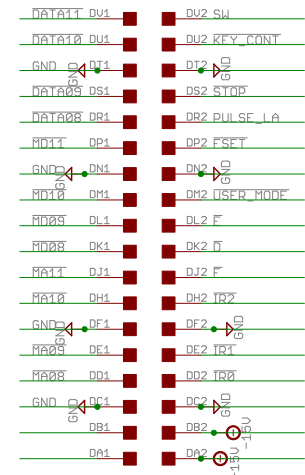 DATA11 DV1 DV2 SW
DATA10 DU1 DU2 KEY_CONT
GND GND DT1 DT2 GND
DATA09 DS1 DS2 STOP
DATA08 DR1 DR2 PULSE_LA
MD11 DP1 DP2 FSET
GND GND DN1 DN2 GND
MD10 DM1 DM2 USER_MODE
MD09 DL1 DL2 E
MD08 DK1 DK2 D
MA11 DJ1 DJ2 F
MA10 DH1 DH2 IR2
GND GND DF1 DF2 GND
MA09 DE1 DE2 IR1
MA08 DD1 DD2 IR0
GND GND DC1 DC2 GND
DB1 DB2 -15V
DA1 DA2 -15V